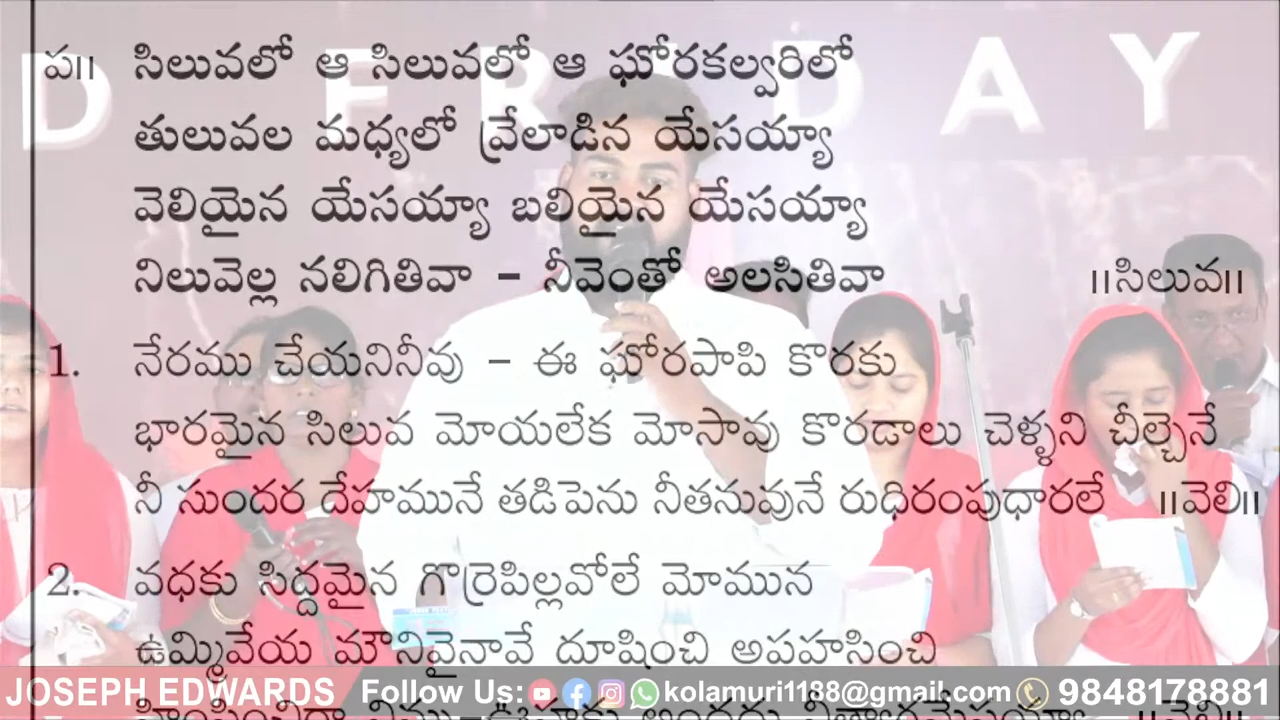 D F R I D A Y
ప॥ సిలువలో ఆ సిలువలో ఆ ఘోరకల్వరిలో
తులువల మధ్యలో వ్రేలాడిన యేసయ్యా
వెలియైన యేసయ్యా బలియైన యేసయ్యా
నిలువెల్ల నలిగితివా - నీవెంతో అలసితివా ॥సిలువ॥
1. నేరము చేయనినీవు - ఈ ఘోరపాపి కొరకు
భారమైన సిలువ మోయలేక మోసావు కొరడాలు చెళ్ళని చీల్చెనే
నీ సుందర దేహమునే తడిపెను నీతనువునే రుధిరంపుధారలే ॥వెలి॥
2. వధకు సిద్దమైన గొర్రెపిల్లవోలే మోమున
ఉమ్మివేయ మౌనివైనావే దూషించి అపహసించి
JOSEPH EDWARDS Follow Us: kolamuri1188@gmail.com 9848178881